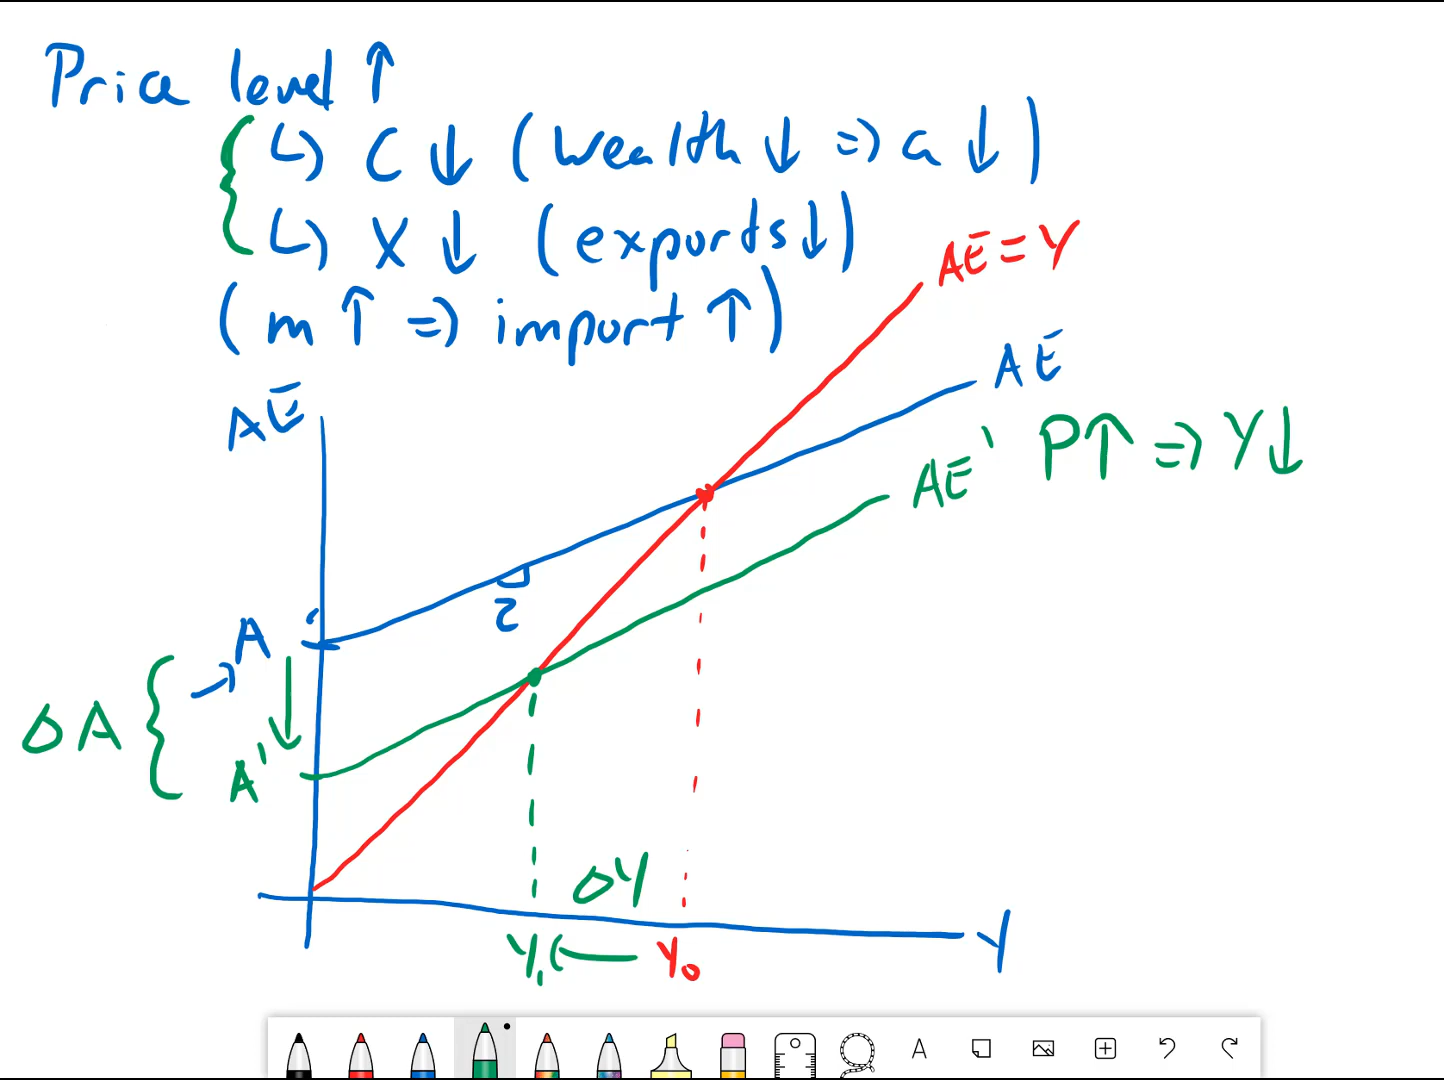 Price level ↑
↳ C ↓ (wealth ↓ => a ↓)
↳ X ↓ (exports ↓)
(m ↑ => import ↑)
AE = Y
AE
AE
AE' P↑ => Y↓
z
→ A
ΔA
A'
ΔY
Y₁ ← Y₀
Y
A